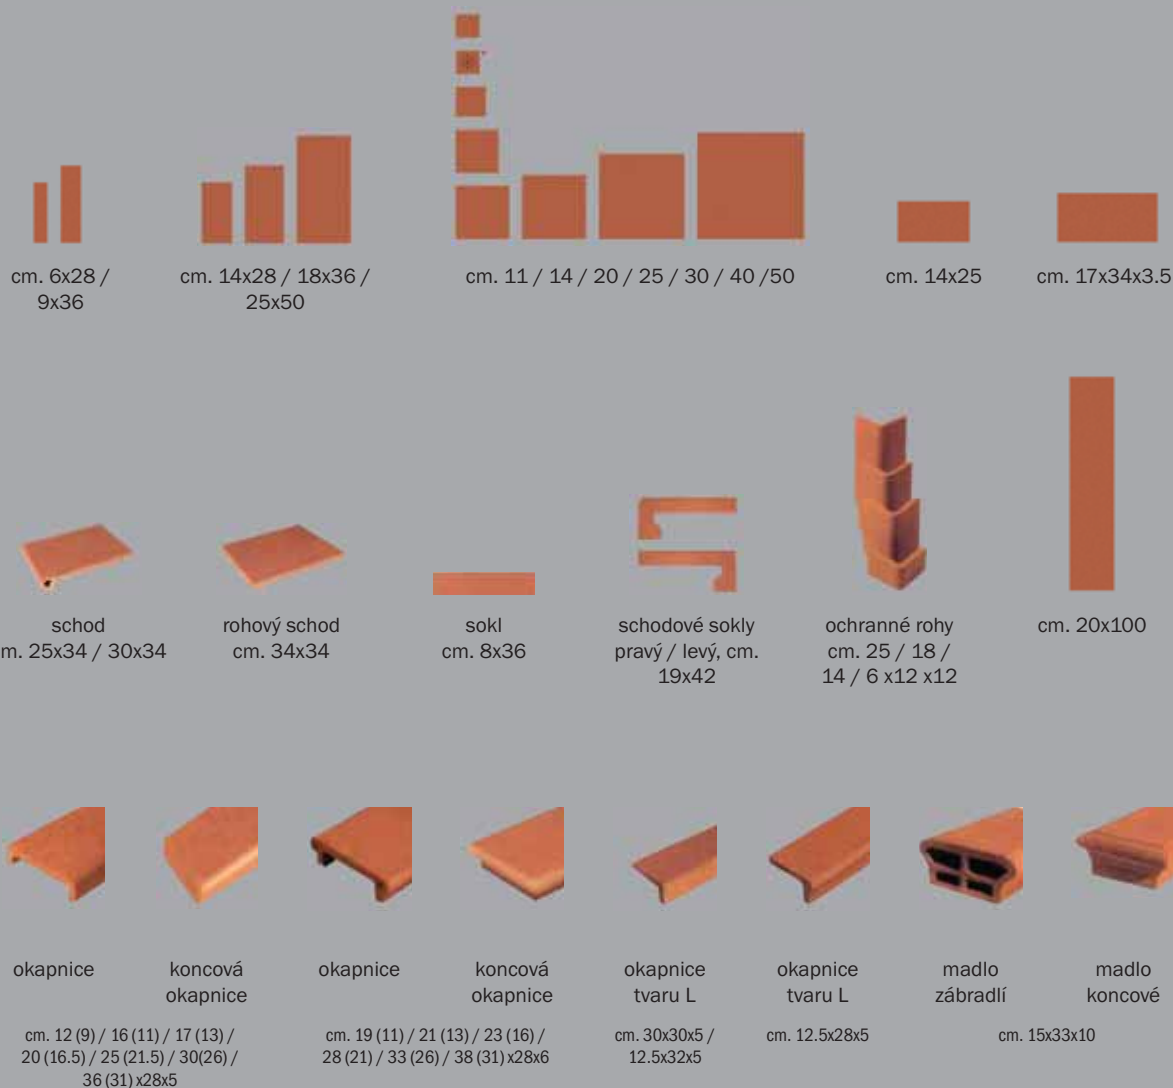 cm. 6x28 /
9x36
cm. 14x28 / 18x36 /
25x50
cm. 11 / 14 / 20 / 25 / 30 / 40 /50
cm. 14x25
cm. 17x34x3.5
schod
m. 25x34 / 30x34
rohový schod
cm. 34x34
sokl
cm. 8x36
schodové sokly
pravý / levý, cm.
19x42
ochranné rohy
cm. 25 / 18 /
14 / 6 x12 x12
cm. 20x100
okapnice
koncová
okapnice
okapnice
koncová
okapnice
okapnice
tvaru L
okapnice
tvaru L
madlo
zábradlí
madlo
koncové
cm. 12 (9) / 16 (11) / 17 (13) /
20 (16.5) / 25 (21.5) / 30(26) /
36 (31) x28x5
cm. 19 (11) / 21 (13) / 23 (16) /
28 (21) / 33 (26) / 38 (31) x28x6
cm. 30x30x5 /
12.5x32x5
cm. 12.5x28x5
cm. 15x33x10